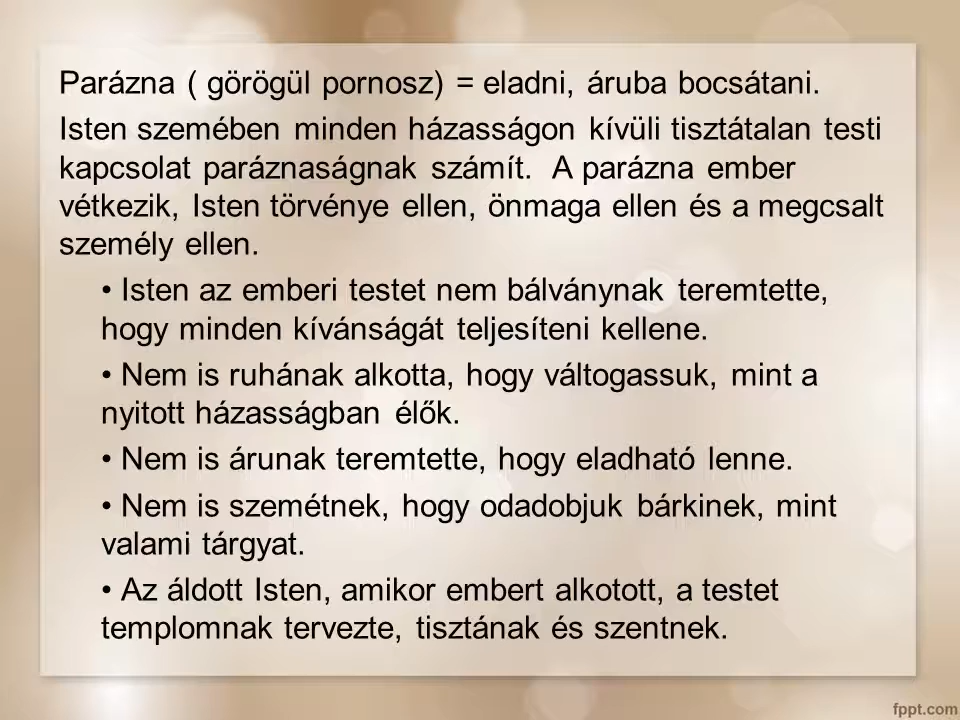 Parázna ( görögül pornosz) = eladni, áruba bocsátani.
Isten szemében minden házasságon kívüli tisztátalan testi
kapcsolat paráznaságnak számít.  A parázna ember
vétkezik, Isten törvénye ellen, önmaga ellen és a megcsalt
személy ellen.
• Isten az emberi testet nem bálványnak teremtette,
hogy minden kívánságát teljesíteni kellene.
• Nem is ruhának alkotta, hogy váltogassuk, mint a
nyitott házasságban élők.
• Nem is árunak teremtette, hogy eladható lenne.
• Nem is szemétnek, hogy odadobjuk bárkinek, mint
valami tárgyat.
• Az áldott Isten, amikor embert alkotott, a testet
templomnak tervezte, tisztának és szentnek.
fppt.com